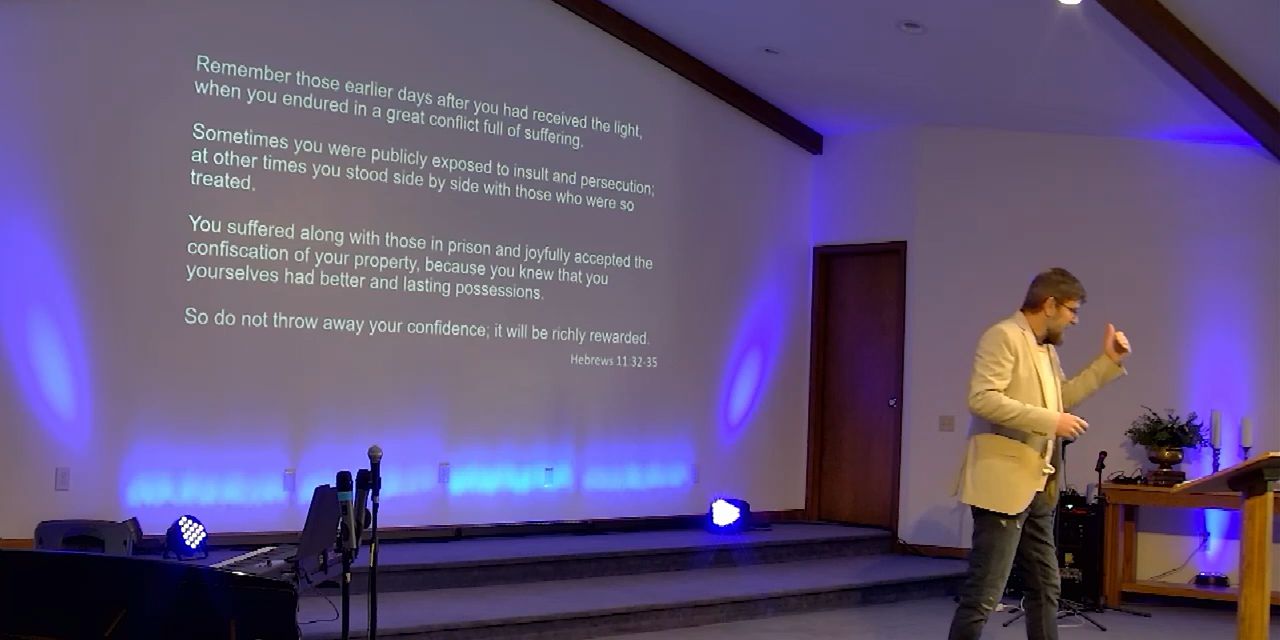 Remember those earlier days after you had received the light,
when you endured in a great conflict full of suffering.
Sometimes you were publicly exposed to insult and persecution;
at other times you stood side by side with those who were so
treated.
You suffered along with those in prison and joyfully accepted the
confiscation of your property, because you knew that you
yourselves had better and lasting possessions.
So do not throw away your confidence; it will be richly rewarded.
Hebrews 11:32-35